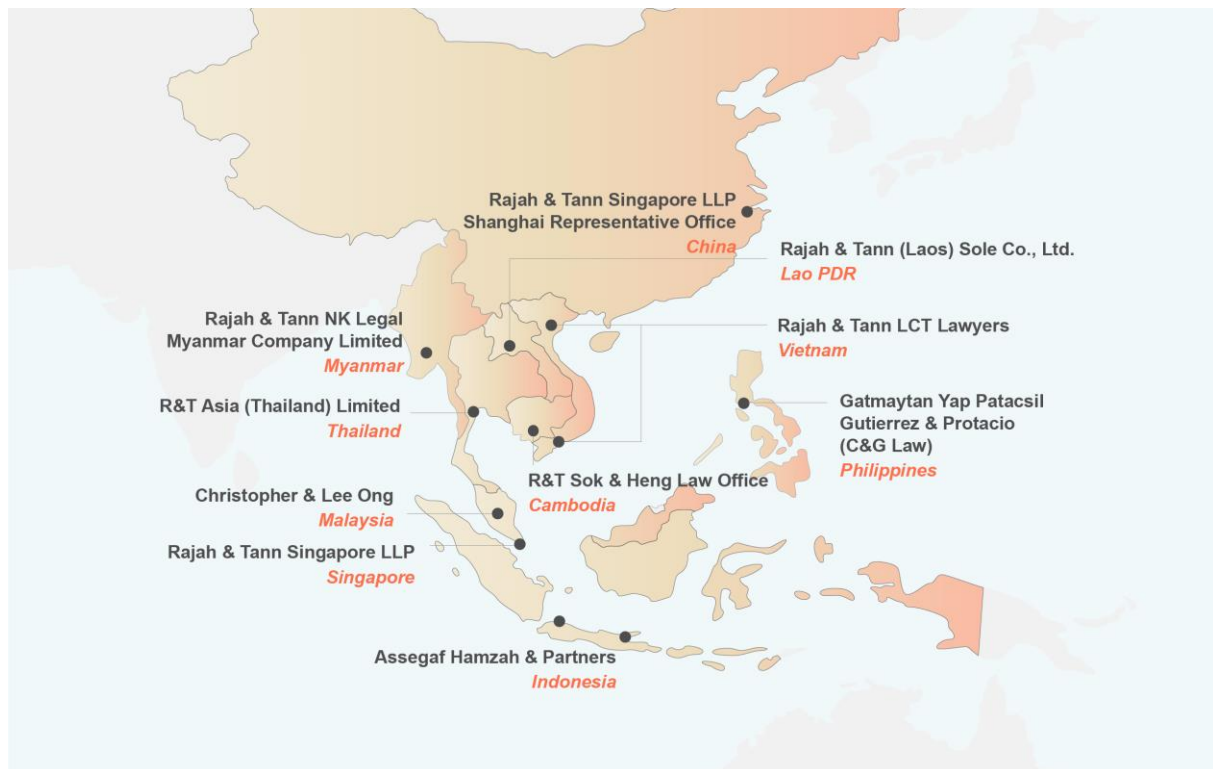 Rajah & Tann Singapore LLP
Shanghai Representative Office
China
Rajah & Tann (Laos) Sole Co., Ltd.
Lao PDR
Rajah & Tann NK Legal
Myanmar Company Limited
Myanmar
Rajah & Tann LCT Lawyers
Vietnam
R&T Asia (Thailand) Limited
Thailand
Gatmaytan Yap Patacsil
Gutierrez & Protacio
(C&G Law)
Philippines
R&T Sok & Heng Law Office
Cambodia
Christopher & Lee Ong
Malaysia
Rajah & Tann Singapore LLP
Singapore
Assegaf Hamzah & Partners
Indonesia